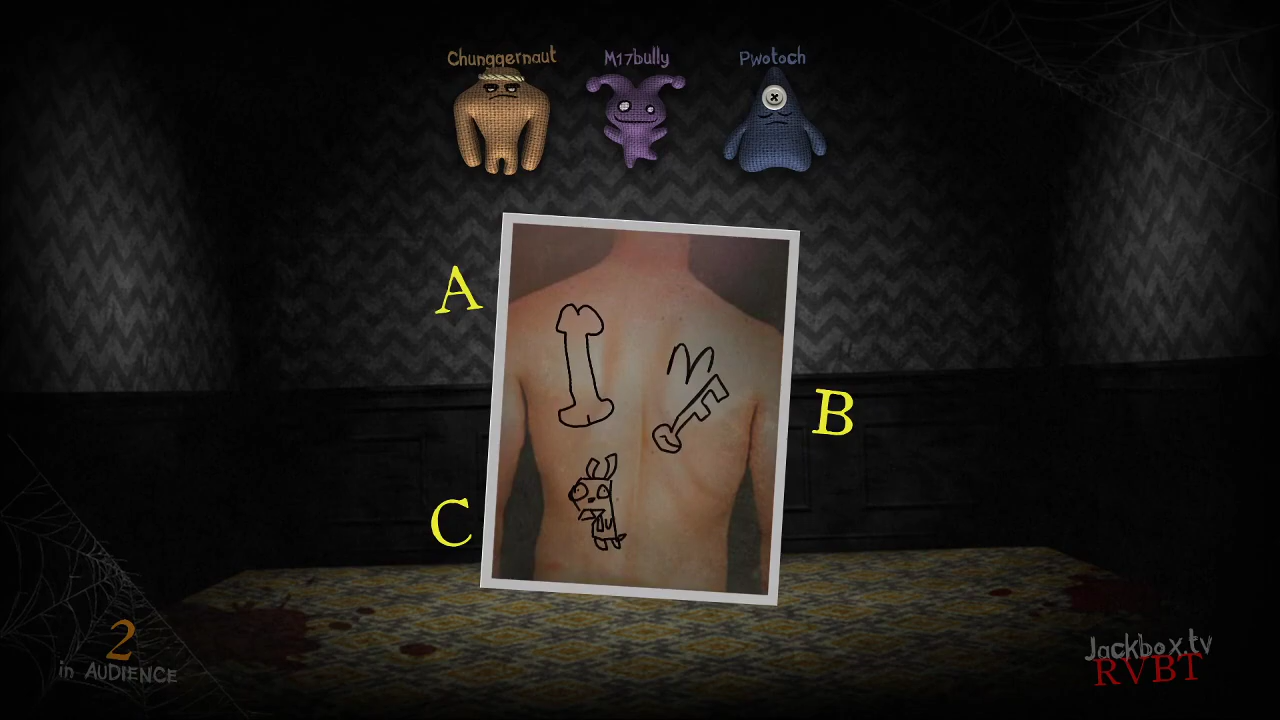 Chunggernaut M17bully Pwotoch
A
B
C
2
in AUDIENCE
Jackbox.tv
RVBT